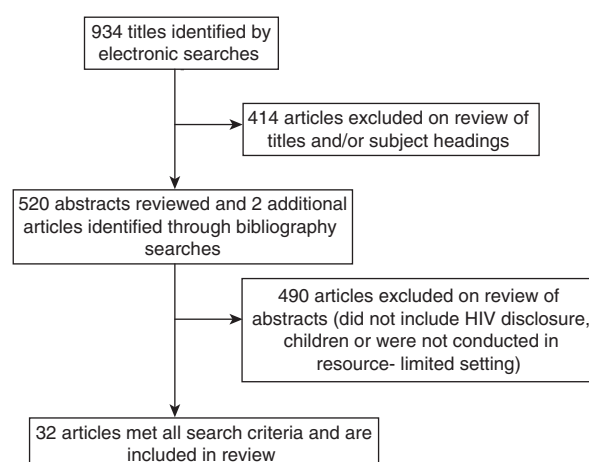 934 titles identified by
electronic searches
414 articles excluded on review of
titles and/or subject headings
520 abstracts reviewed and 2 additional
articles identified through bibliography
searches
490 articles excluded on review of
abstracts (did not include HIV disclosure,
children or were not conducted in
resource- limited setting)
32 articles met all search criteria and are
included in review